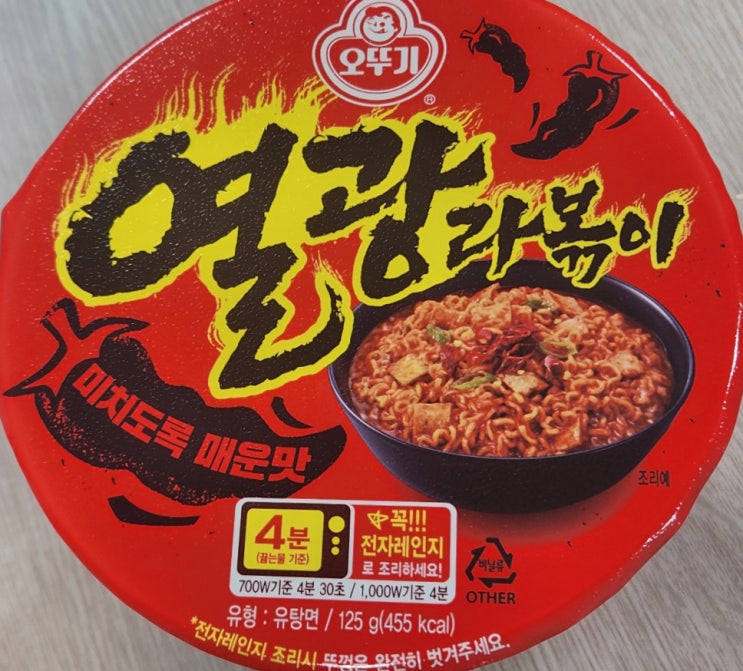 오뚜기
®
열광라볶이
미치도록 매운맛
조리예
4분
(끓는물 기준)
꼭!!!
전자레인지
로 조리하세요!
700W기준 4분 30초 / 1,000W기준 4분
비닐류
OTHER
유형 : 유탕면 / 125 g(455 kcal)
*전자레인지 조리시 뚜껑은 완전히 벗겨주세요.